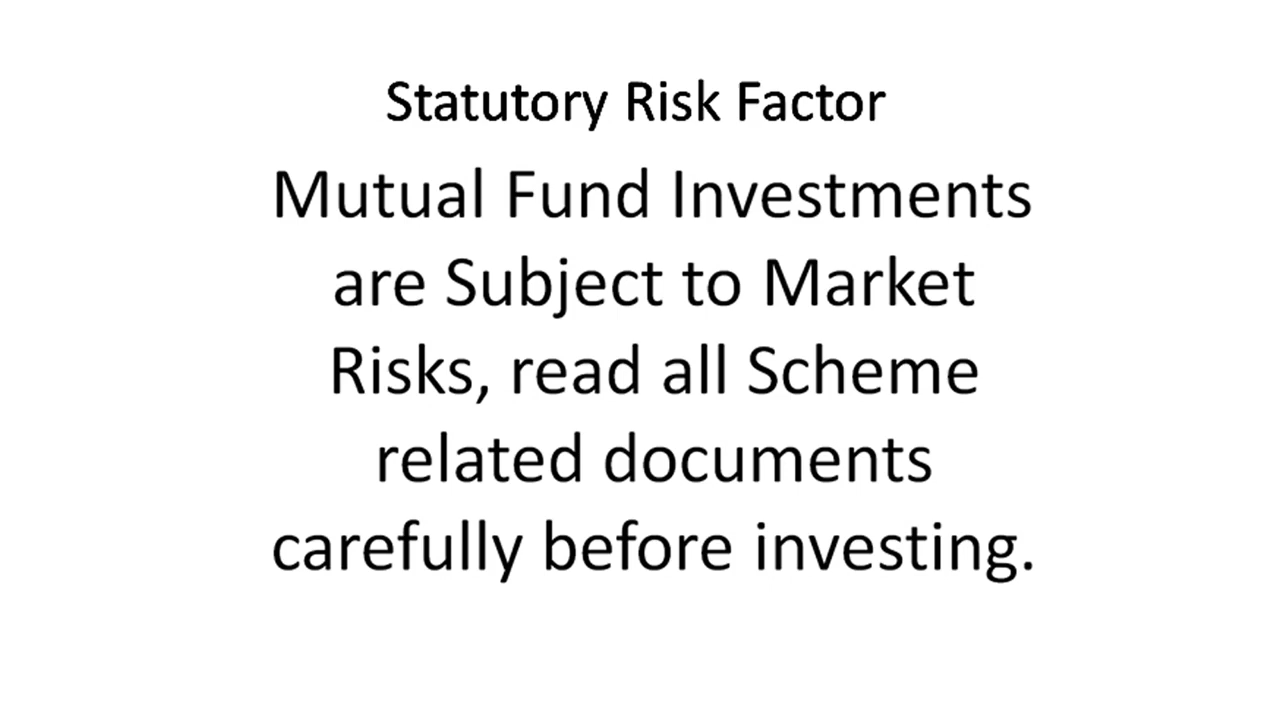 Statutory Risk Factor
Mutual Fund Investments
are Subject to Market
Risks, read all Scheme
related documents
carefully before investing.